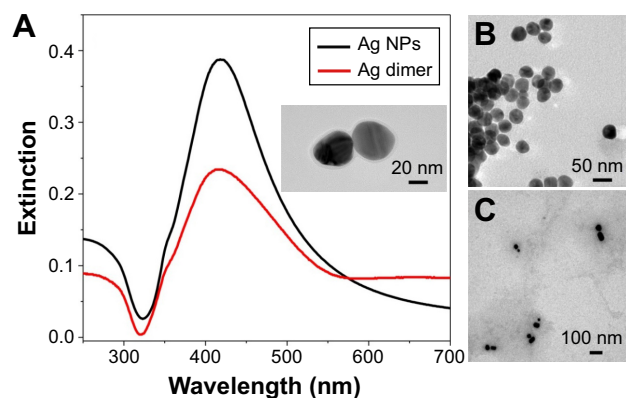 A
Extinction
0.4
0.3
0.2
0.1
0.0
300 400 500 600 700
Wavelength (nm)
Ag NPs
Ag dimer
20 nm
B
50 nm
C
100 nm